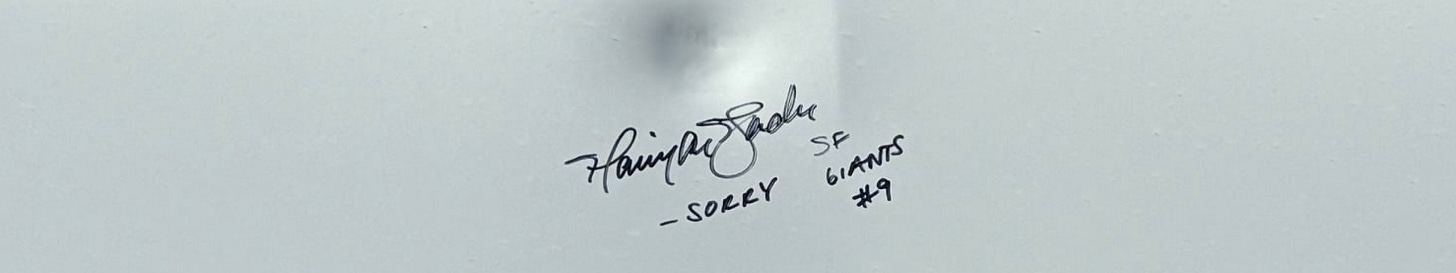 – SORRY
SF
GIANTS
#9